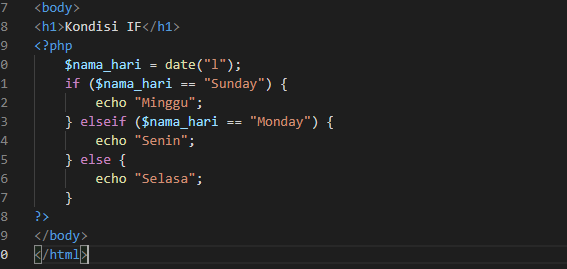 7 <body>
8 <h1>Kondisi IF</h1>
9 <?php
0 $nama_hari = date("l");
1 if ($nama_hari == "Sunday") {
2 echo "Minggu";
3 } elseif ($nama_hari == "Monday") {
4 echo "Senin";
5 } else {
6 echo "Selasa";
7 }
8 ?>
9 </body>
0 </html>